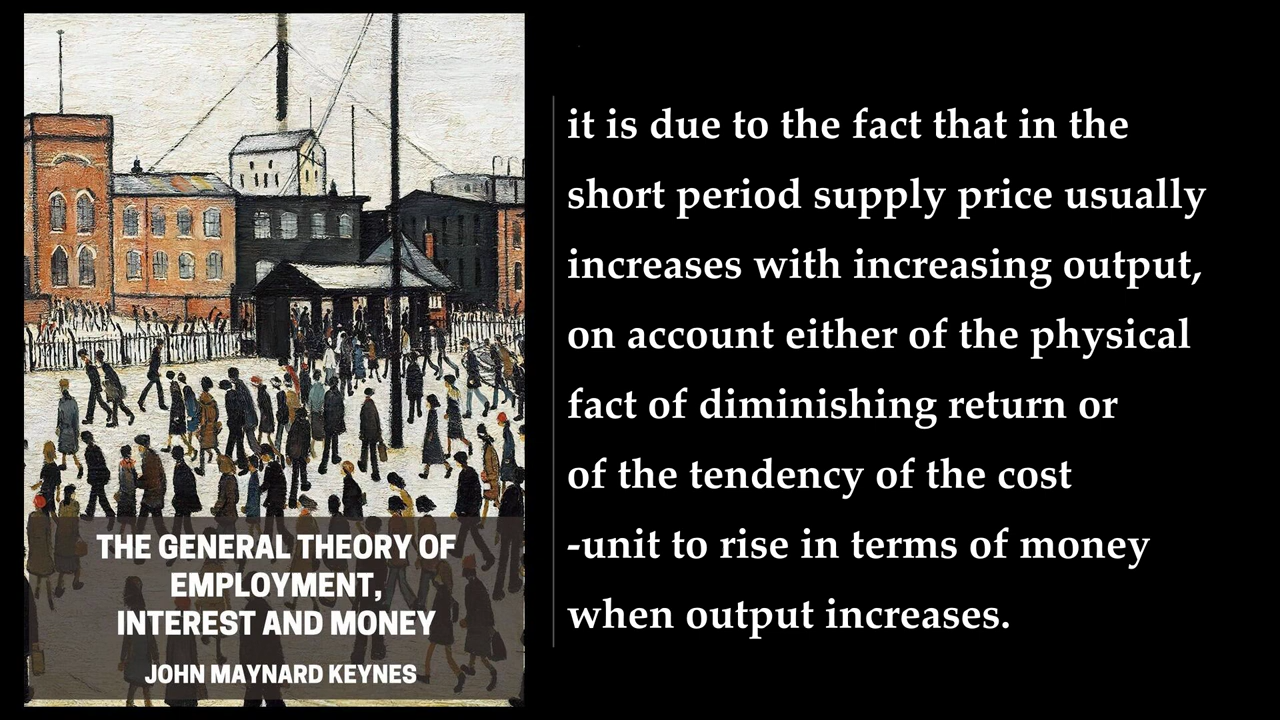 THE GENERAL THEORY OF
EMPLOYMENT,
INTEREST AND MONEY
JOHN MAYNARD KEYNES
it is due to the fact that in the
short period supply price usually
increases with increasing output,
on account either of the physical
fact of diminishing return or
of the tendency of the cost
-unit to rise in terms of money
when output increases.